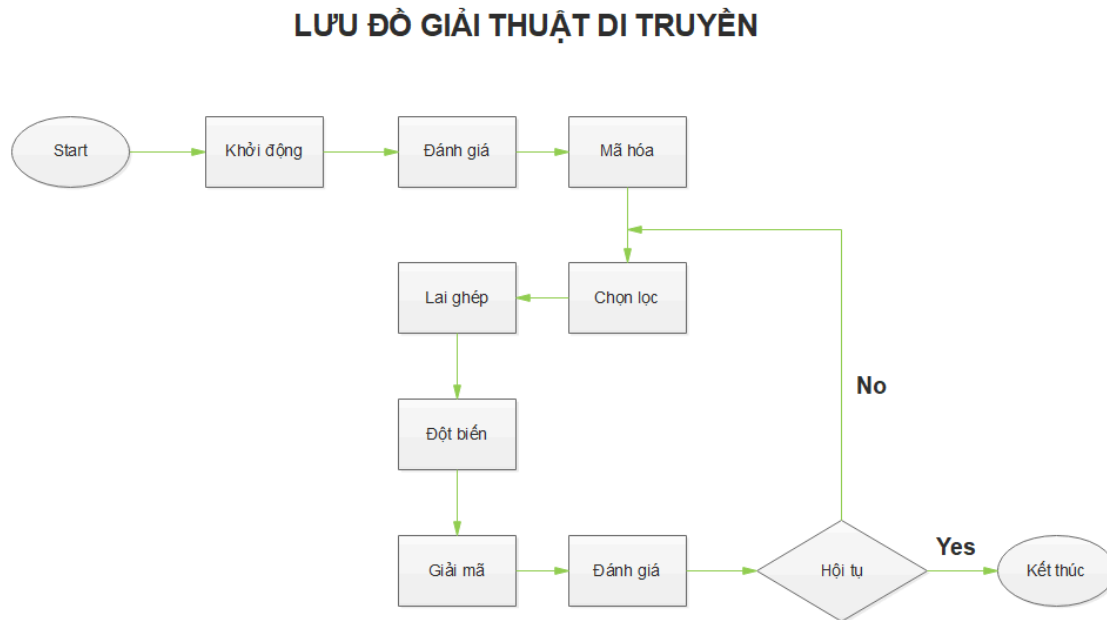 LƯU ĐỒ GIẢI THUẬT DI TRUYỀN
Start
Khởi động
Đánh giá
Mã hóa
Lai ghép
Chọn lọc
No
Đột biến
Giải mã
Đánh giá
Hội tụ
Yes
Kết thúc